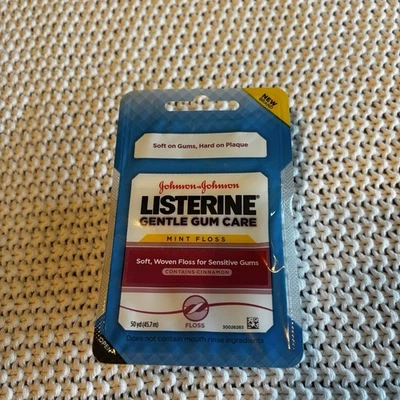 NEW
Soft on Gums, Hard on Plaque
Johnson & Johnson
LISTERINE®
GENTLE GUM CARE
MINT FLOSS
Soft, Woven Floss for Sensitive Gums
CONTAINS CINNAMON
FLOSS
50 yd (45.7 m)
Does not contain mouth rinse ingredients
OPEN